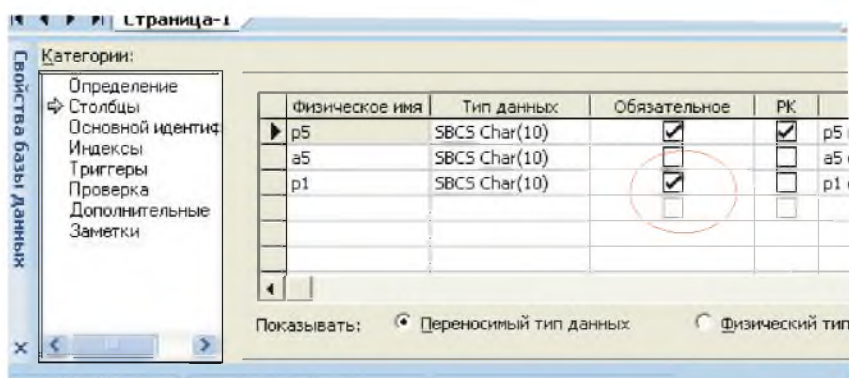 Страница-1
Свойства базы данных
Категории:
Определение
Столбцы
Основной идентиф
Индексы
Триггеры
Проверка
Дополнительные
Заметки
Физическое имя Тип данных Обязательное PK
p5 SBCS Char(10) p5
a5 SBCS Char(10) a5
p1 SBCS Char(10) p1
Показывать: Переносимый тип данных Физический тип